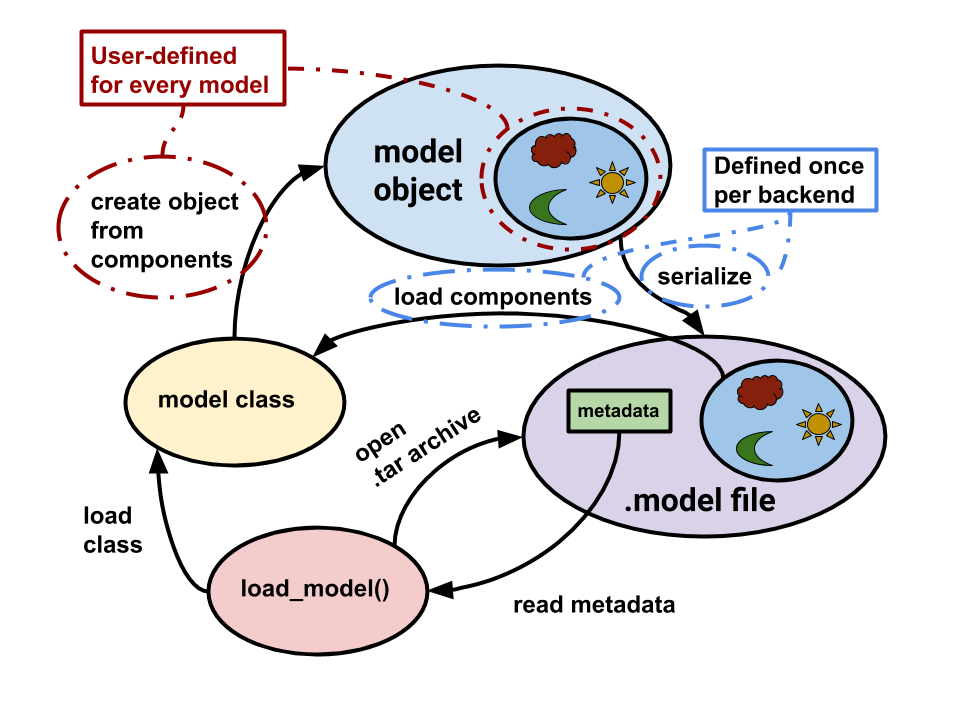 User-defined
for every model
model
object
Defined once
per backend
create object
from
components
serialize
load components
model class
metadata
open
.tar archive
.model file
load
class
load_model()
read metadata